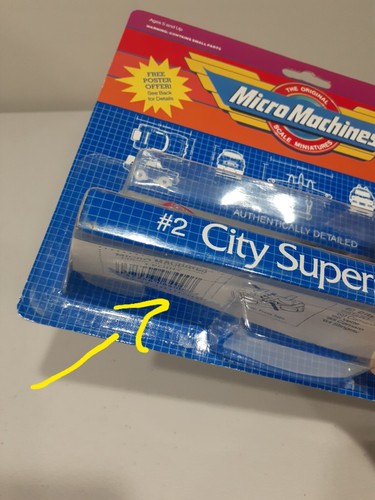 Ages 5 and Up
WARNING: CONTAINS SMALL PARTS
FREE
POSTER
OFFER!
See Back
for Details
THE ORIGINAL
Micro Machines
SCALE MINIATURES
AUTHENTICALLY DETAILED
#2 City Super